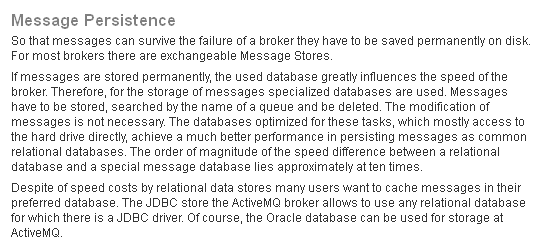 Message Persistence
So that messages can survive the failure of a broker they have to be saved permanently on disk.
For most brokers there are exchangeable Message Stores.
If messages are stored permanently, the used database greatly influences the speed of the
broker. Therefore, for the storage of messages specialized databases are used. Messages
have to be stored, searched by the name of a queue and be deleted. The modification of
messages is not necessary. The databases optimized for these tasks, which mostly access to
the hard drive directly, achieve a much better performance in persisting messages as common
relational databases. The order of magnitude of the speed difference between a relational
database and a special message database lies approximately at ten times.
Despite of speed costs by relational data stores many users want to cache messages in their
preferred database. The JDBC store the ActiveMQ broker allows to use any relational database
for which there is a JDBC driver. Of course, the Oracle database can be used for storage at
ActiveMQ.